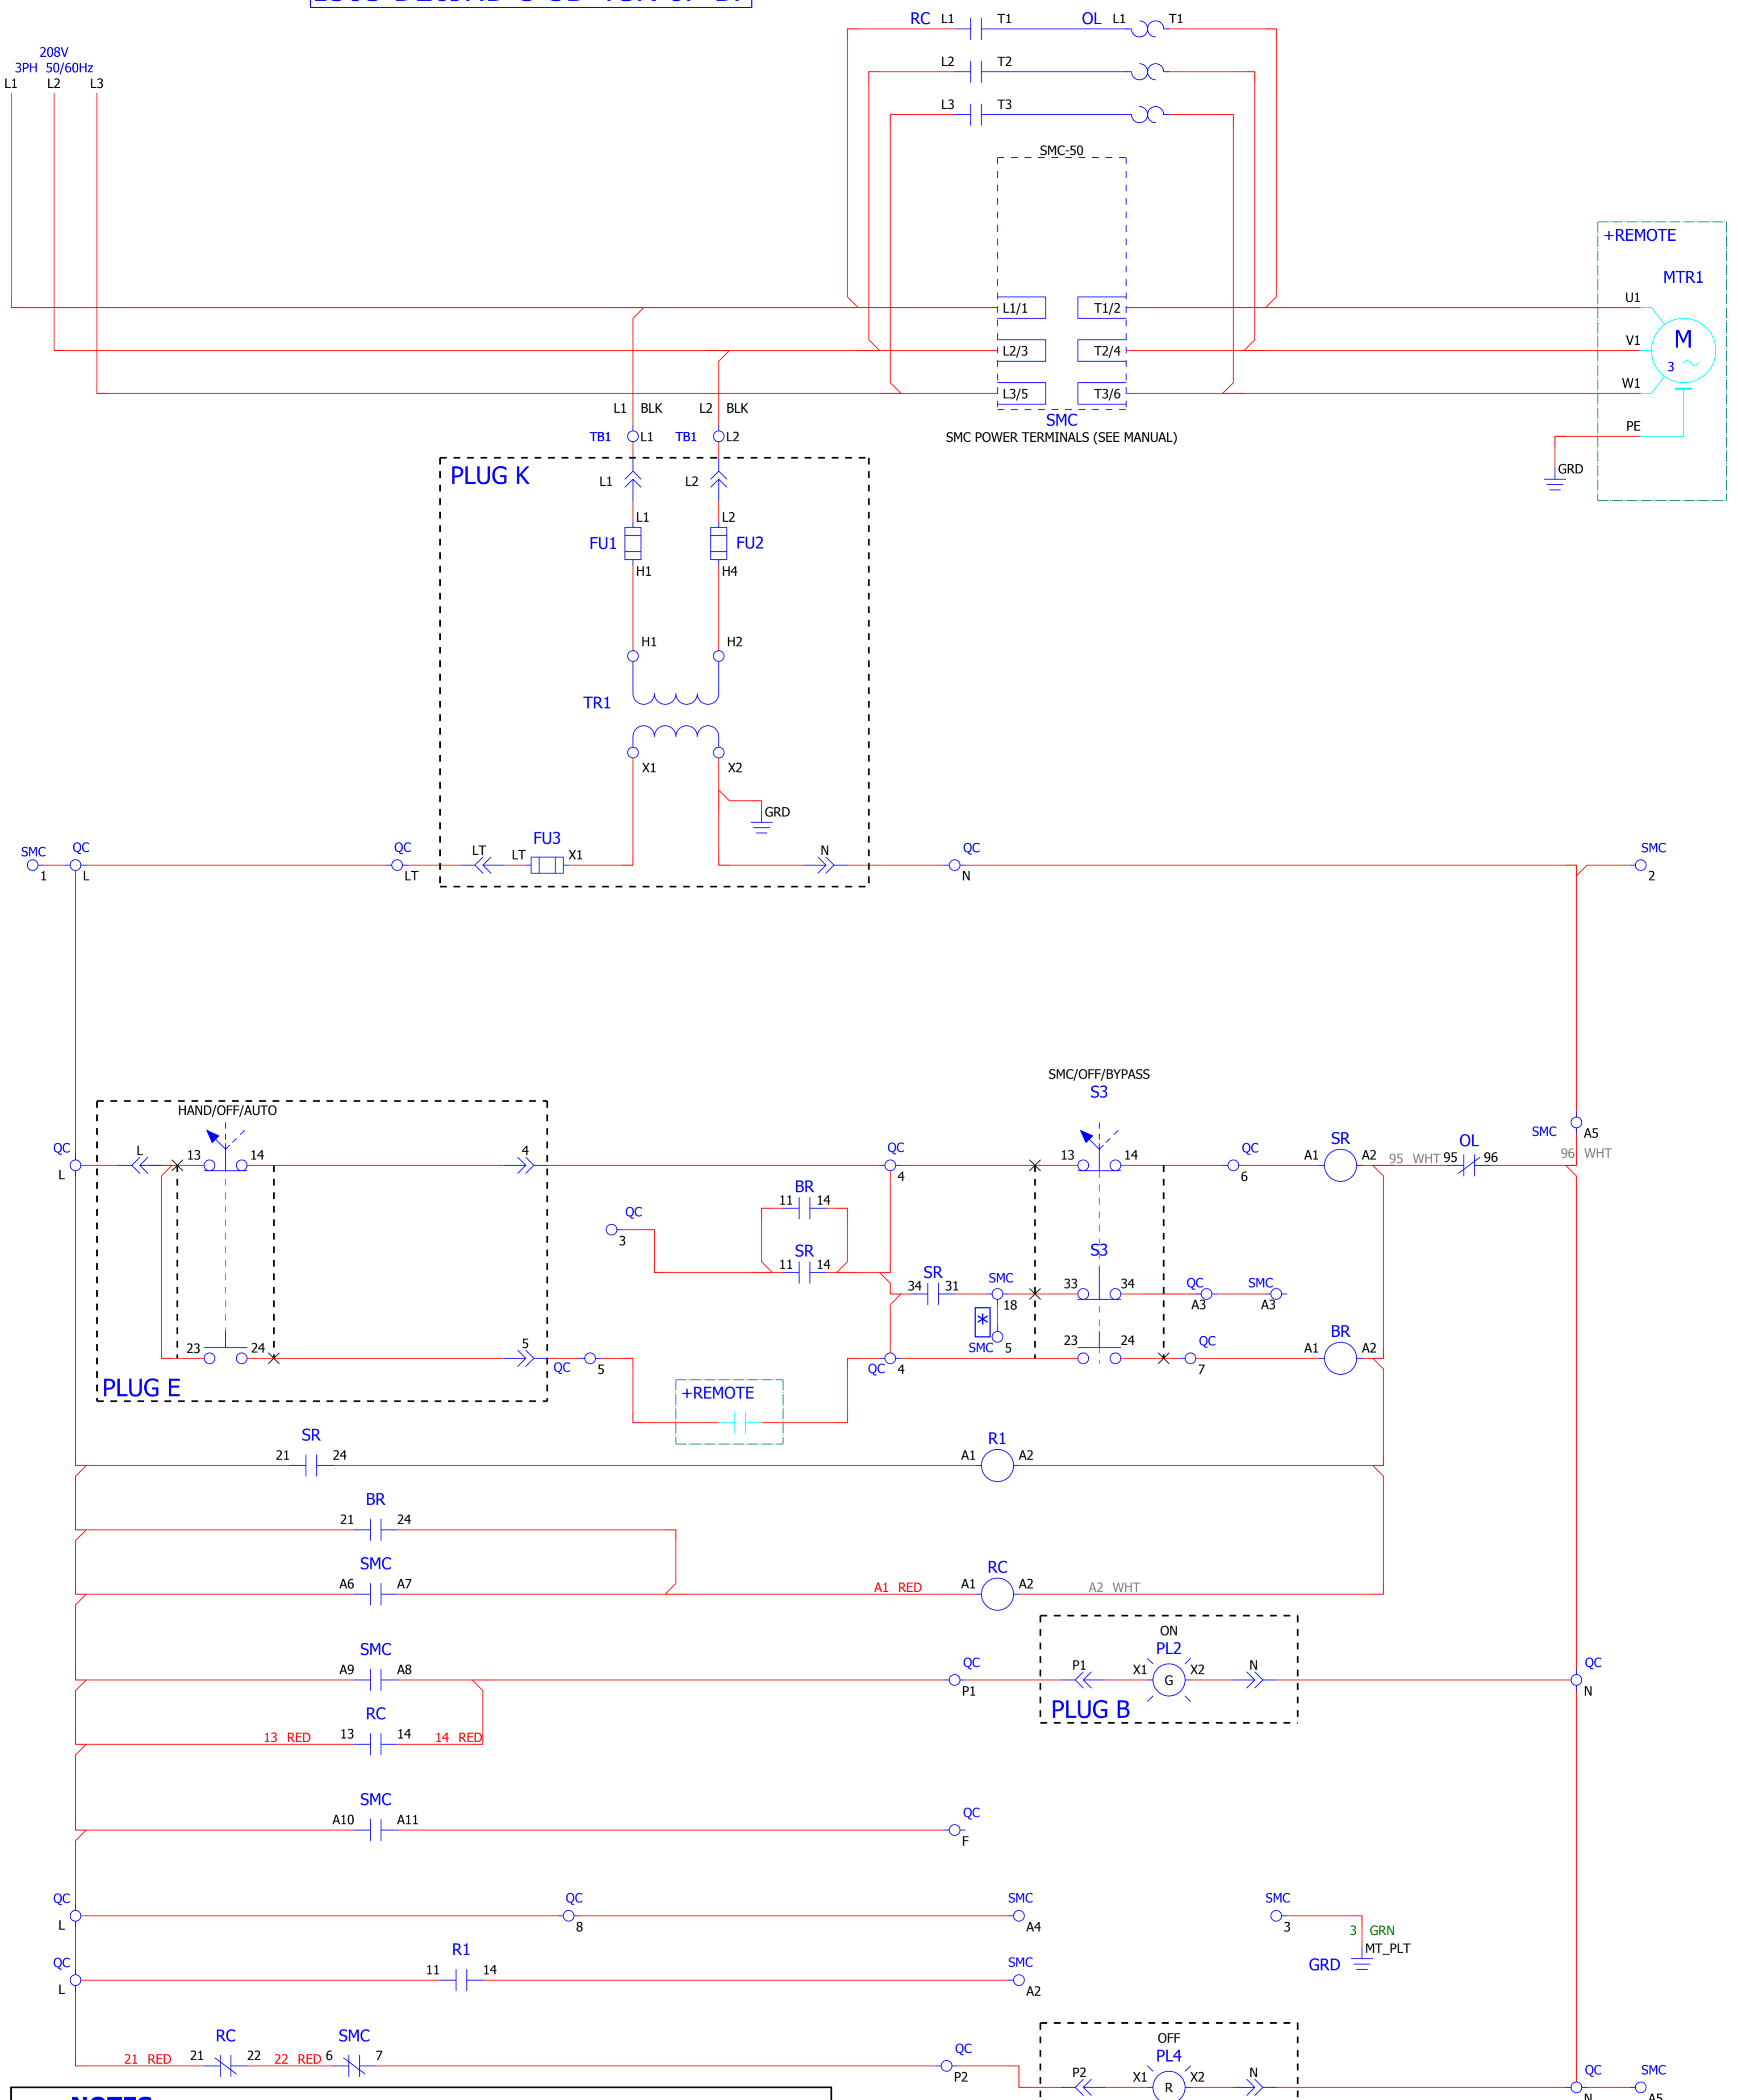 208V
3PH 50/60Hz
L1 L2 L3
RC L1 T1 OL L1 T1
L2 T2
L3 T3
SMC-50
L1/1 T1/2
L2/3 T2/4
L3/5 T3/6
SMC
SMC POWER TERMINALS (SEE MANUAL)
+REMOTE
MTR1
U1
V1
W1
PE
M
3
GRD
L1 BLK L2 BLK
TB1 L1 TB1 L2
PLUG K
L1 L2
L1 L2
FU1 FU2
H1 H4
H1 H2
TR1
X1 X2
GRD
SMC QC QC LT LT FU3 X1 N QC SMC
1 L LT N 2
SMC/OFF/BYPASS
S3
HAND/OFF/AUTO
QC L 13 14 4 QC 13 14 QC SR OL SMC A5
L 4 6 A1 A2 95 WHT 95 96 96 WHT
BR
11 14
QC
3
SR
11 14
S3
SR
34 31 SMC 33 34 QC SMC
18 A3 A3
*
SMC 5
23 24 5 QC 5 QC 4 23 24 QC 7 BR A1 A2
PLUG E
+REMOTE
SR
21 24
R1
A1 A2
BR
21 24
SMC
A6 A7
A1 RED
RC
A1 A2
A2 WHT
ON
PL2
SMC
A9 A8
QC
P1
P1 X1 G X2 N
QC
N
PLUG B
RC
13 RED 13 14 14 RED
SMC
A10 A11
QC
F
QC QC SMC SMC
L 8 A4 3
3 GRN
MT_PLT
GRD
R1
QC 11 14 SMC
L A2
OFF
PL4
RC SMC
21 RED 21 22 22 RED 6 7
QC
P2
P2 X1 R X2 N
QC SMC
N A5